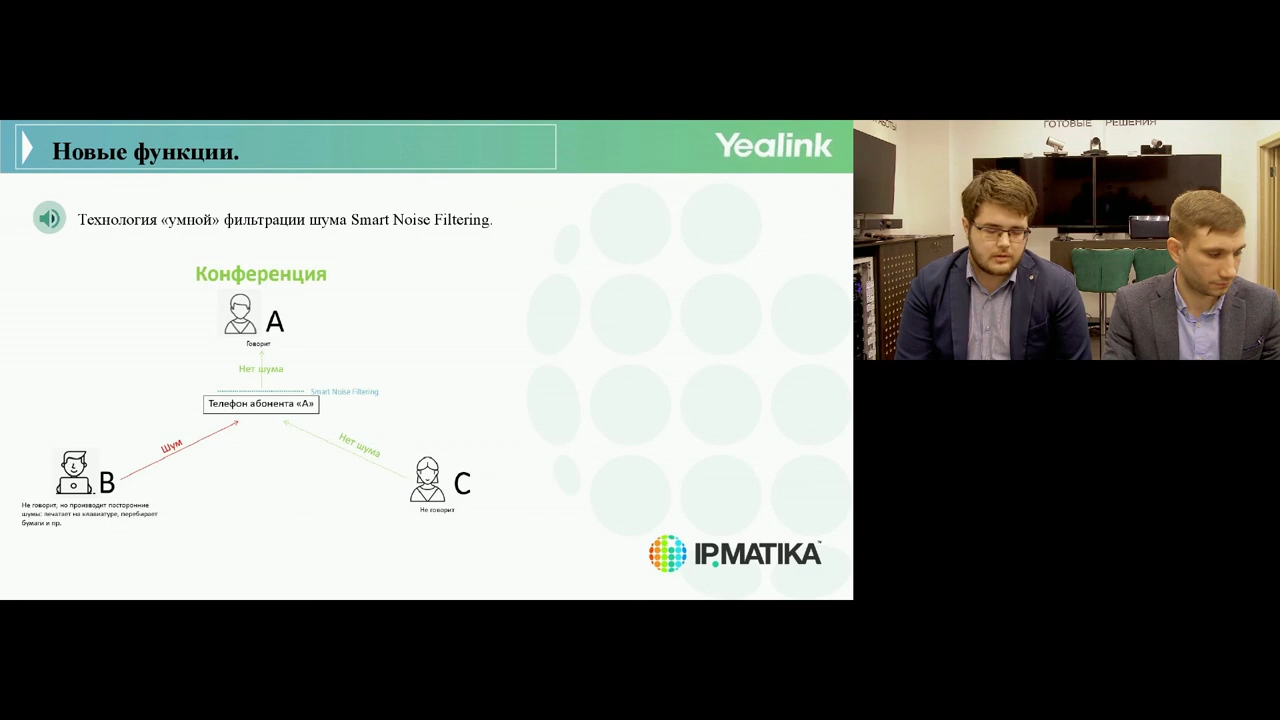 Новые функции.
Yealink
Технология «умной» фильтрации шума Smart Noise Filtering.
Конференция
A
Говорит
Нет шума
Smart Noise Filtering
Телефон абонента «А»
Шум
Нет шума
B
C
Не говорит, но производит посторонние
шумы: печатает на клавиатуре, перебирает
бумаги и пр.
Не говорит
IPMATIKA™
ГОТОВЫЕ РЕШЕНИЯ